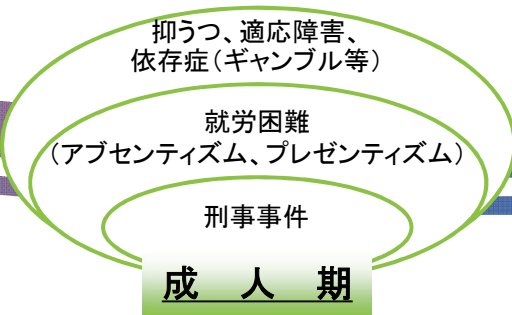 抑うつ、適応障害、
依存症（ギャンブル等）
就労困難
（アブセンティズム、プレゼンティズム）
刑事事件
成　人　期